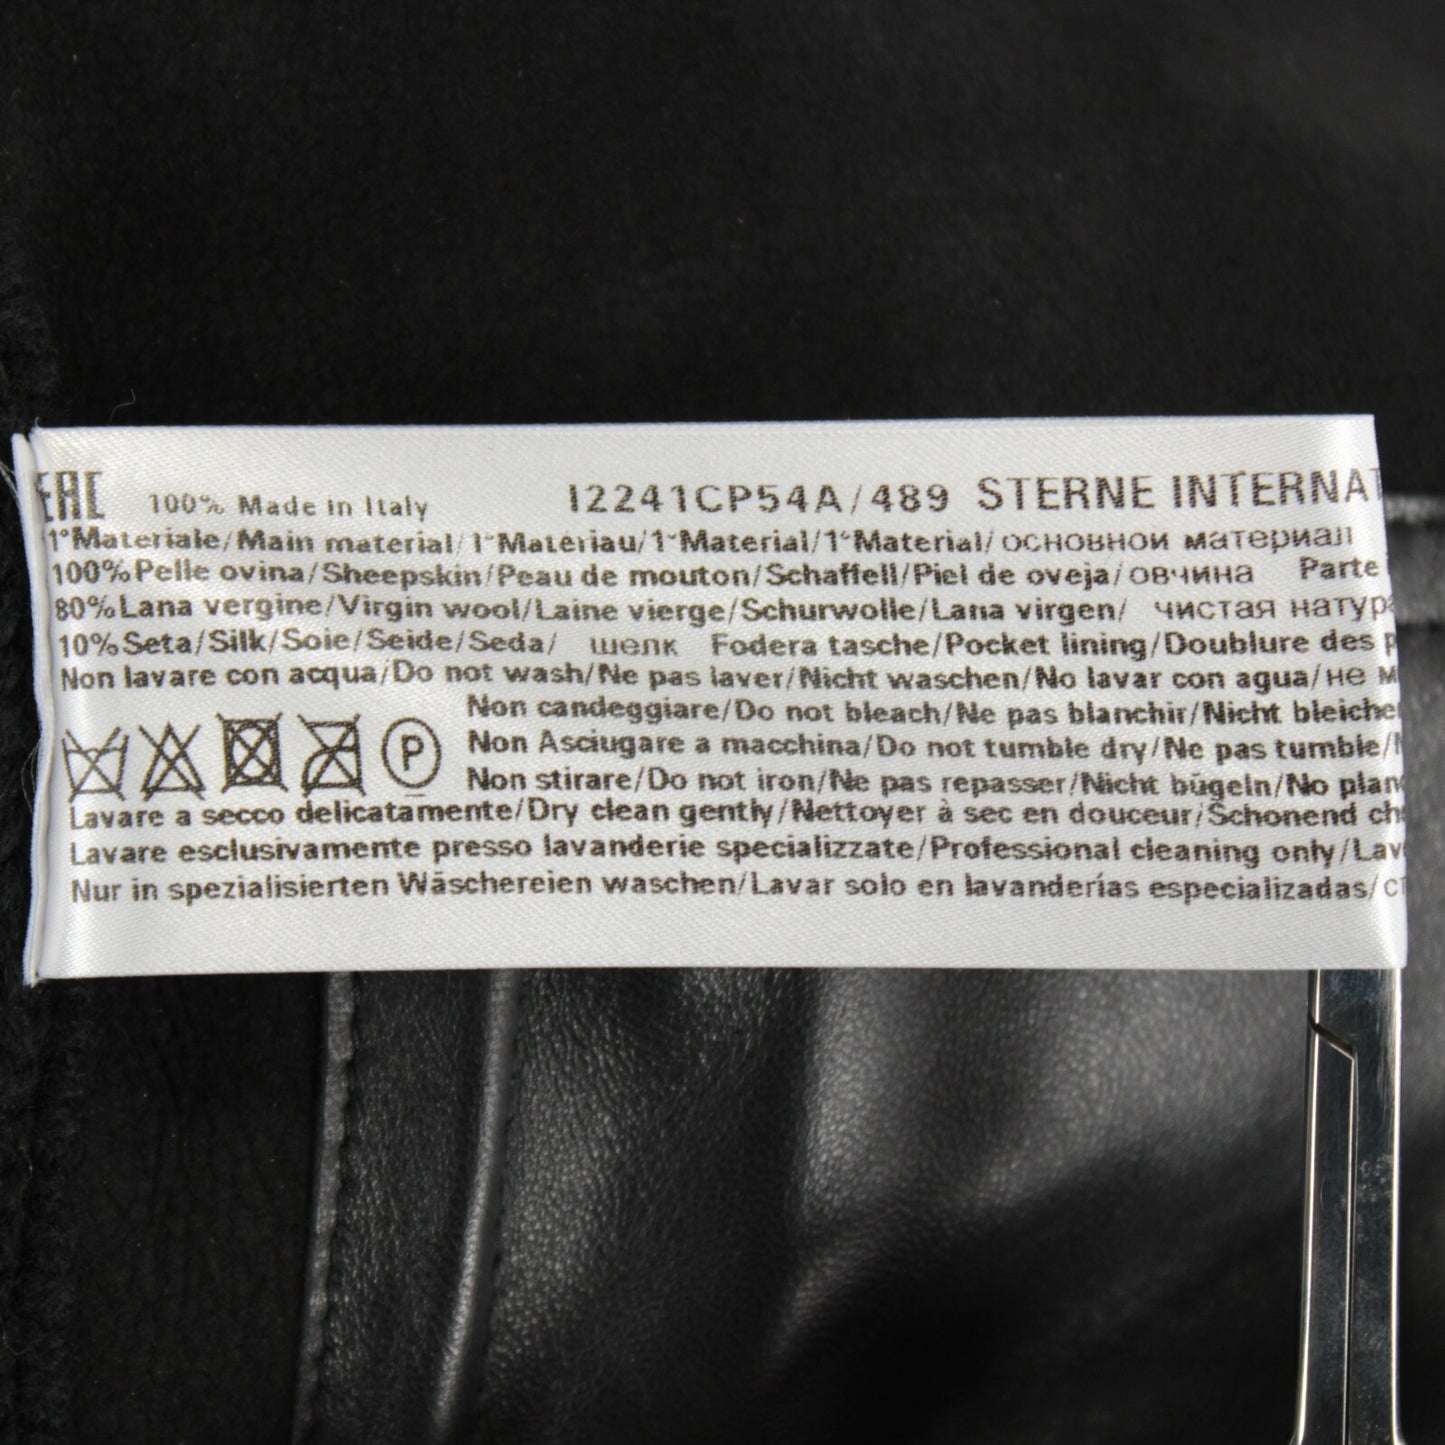 EAC 100% Made in Italy I2241CP54A/489 STERNE INTERNAT
1°Materiale/Main material/1°Materiau/1°Material/1°Material/основной материал
100%Pelle ovina/Sheepskin/Peau de mouton/Schaffell/Piel de oveja/овчина Parte
80%Lana vergine/Virgin wool/Laine vierge/Schurwolle/Lana virgen/ чистая натур
10%Seta/Silk/Soie/Seide/Seda/ шелк Fodera tasche/Pocket lining/Doublure des p
Non lavare con acqua/Do not wash/Ne pas laver/Nicht waschen/No lavar con agua/не м
Non candeggiare/Do not bleach/Ne pas blanchir/Nicht bleiche
Non Asciugare a macchina/Do not tumble dry/Ne pas tumble/
P Non stirare/Do not iron/Ne pas repasser/Nicht bügeln/No plan
Lavare a secco delicatamente/Dry clean gently/Nettoyer à sec en douceur/Schonend ch
Lavare esclusivamente presso lavanderie specializzate/Professional cleaning only/Lav
Nur in spezialisierten Wäschereien waschen/Lavar solo en lavanderías especializadas/ст